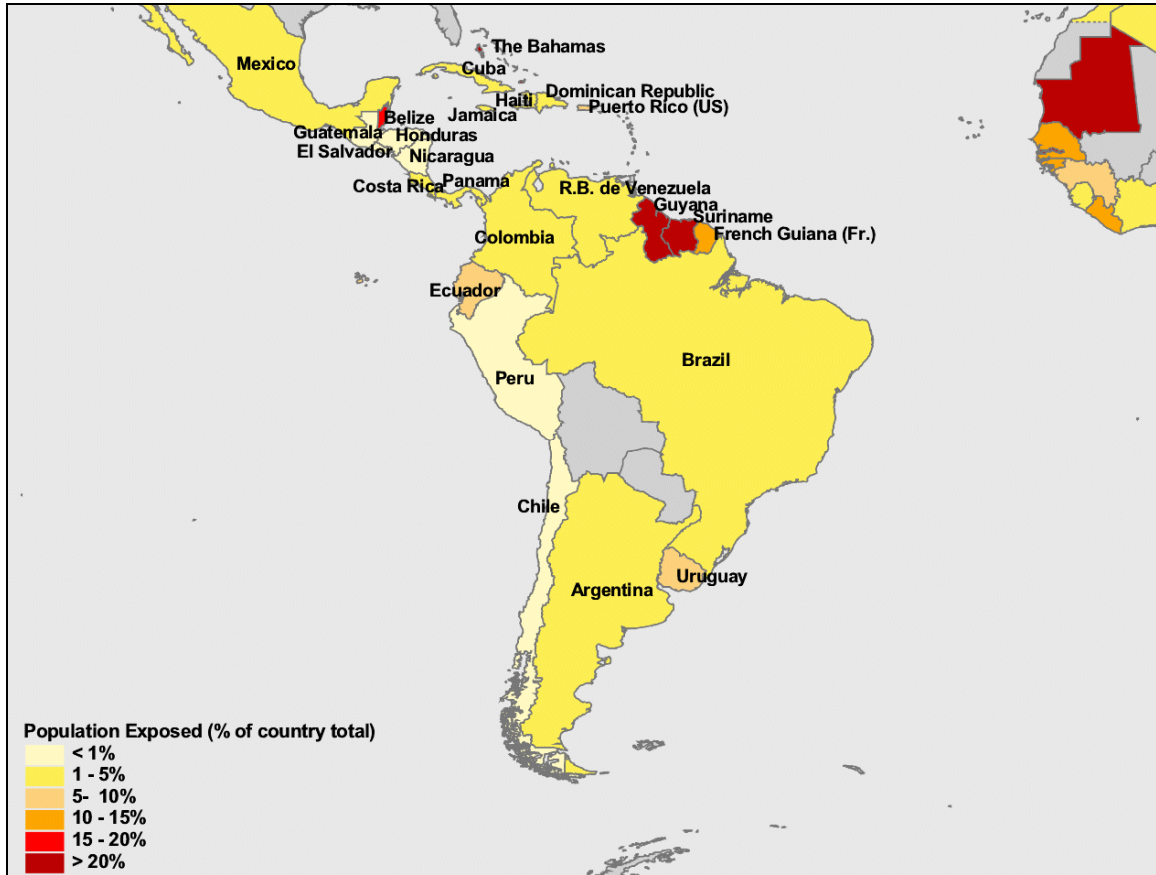 The Bahamas
Mexico
Cuba
Dominican Republic
Haiti
Puerto Rico (US)
Jamaica
Belize
Guatemala
Honduras
El Salvador
Nicaragua
Panama
Costa Rica
R.B. de Venezuela
Guyana
Suriname
French Guiana (Fr.)
Colombia
Ecuador
Brazil
Peru
Chile
Uruguay
Argentina
Population Exposed (% of country total)
< 1%
1 - 5%
5- 10%
10 - 15%
15 - 20%
> 20%